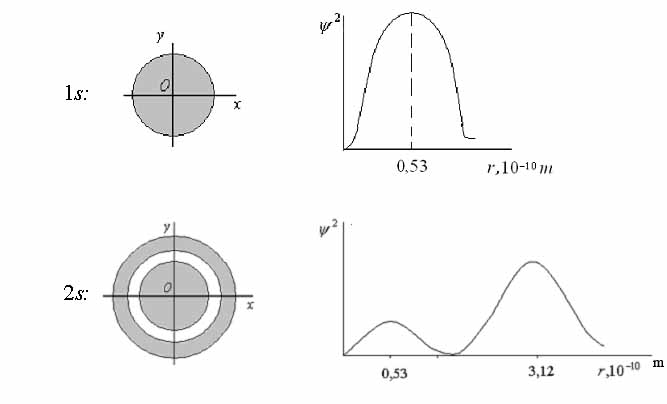 1s:
y
O
x
ψ²
0,53
r,10⁻¹⁰ m
2s:
y
O
x
ψ²
0,53
3,12
r,10⁻¹⁰ m